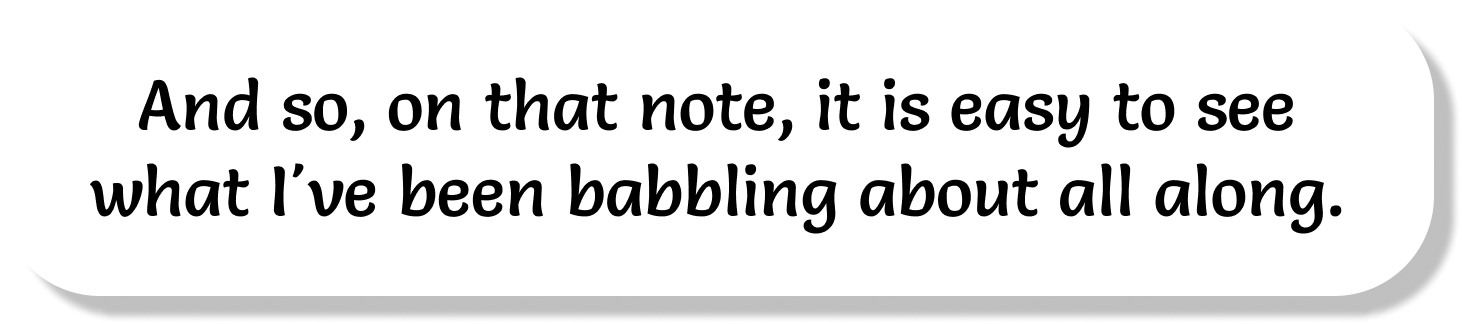 And so, on that note, it is easy to see
what I've been babbling about all along.